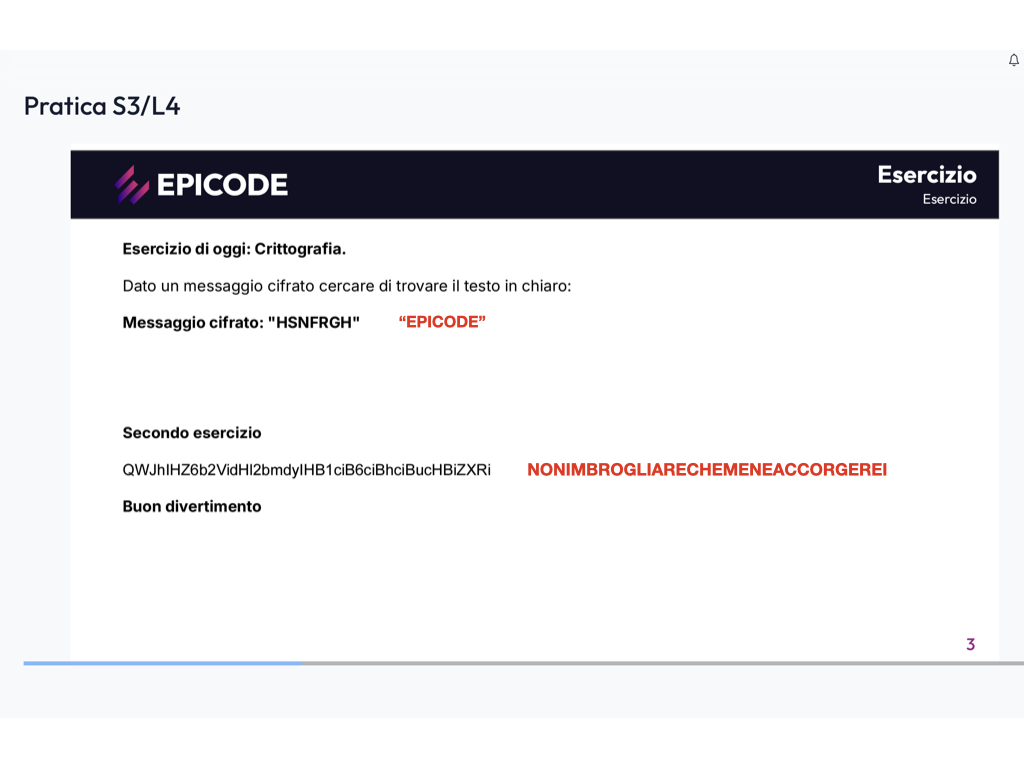 Pratica S3/L4
EPICODE
Esercizio
Esercizio
Esercizio di oggi: Crittografia.
Dato un messaggio cifrato cercare di trovare il testo in chiaro:
Messaggio cifrato: "HSNFRGH" “EPICODE”
Secondo esercizio
QWJhIHZ6b2VidHl2bmdyIHB1ciB6ciBhciBucHBiZXRi NONIMBROGLIARECHEMENEACCORGEREI
Buon divertimento
3